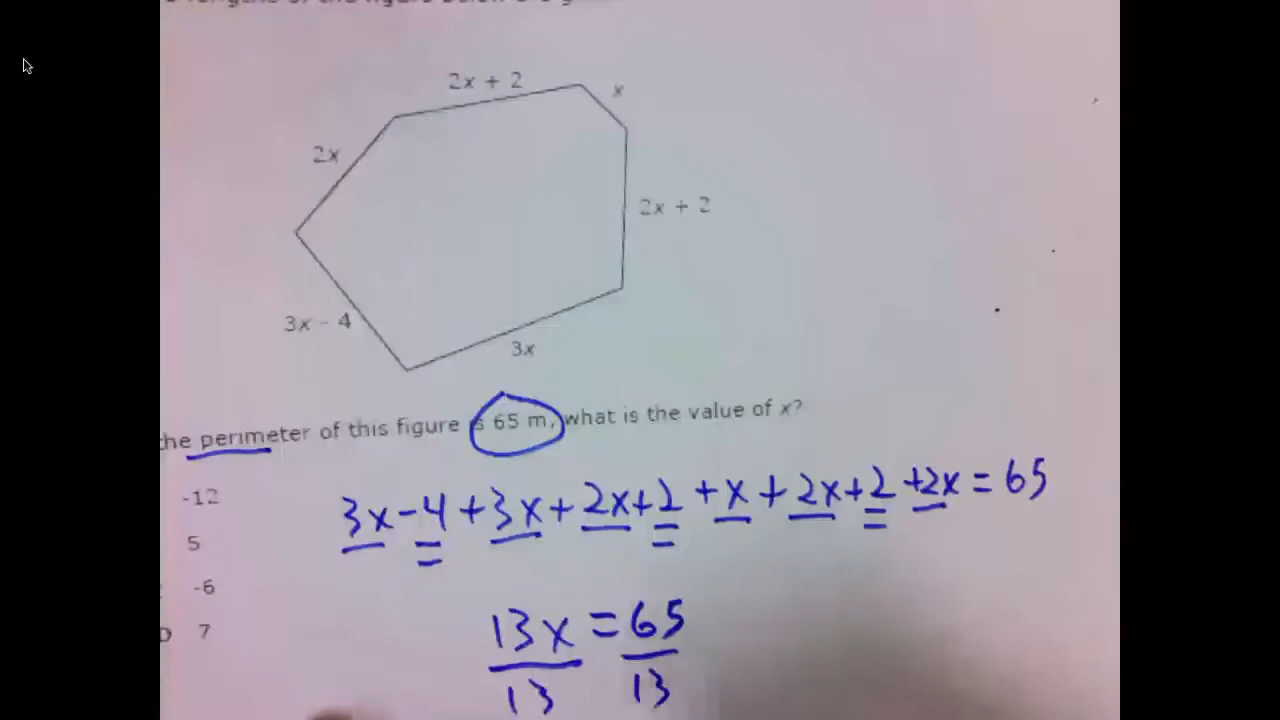 2x + 2
x
2x
2x + 2
3x - 4
3x
the perimeter of this figure is 65 m, what is the value of x?
-12
5
-6
7
3x-4+3x+2x+2+x+2x+2+2x=65
13x=65
13 13